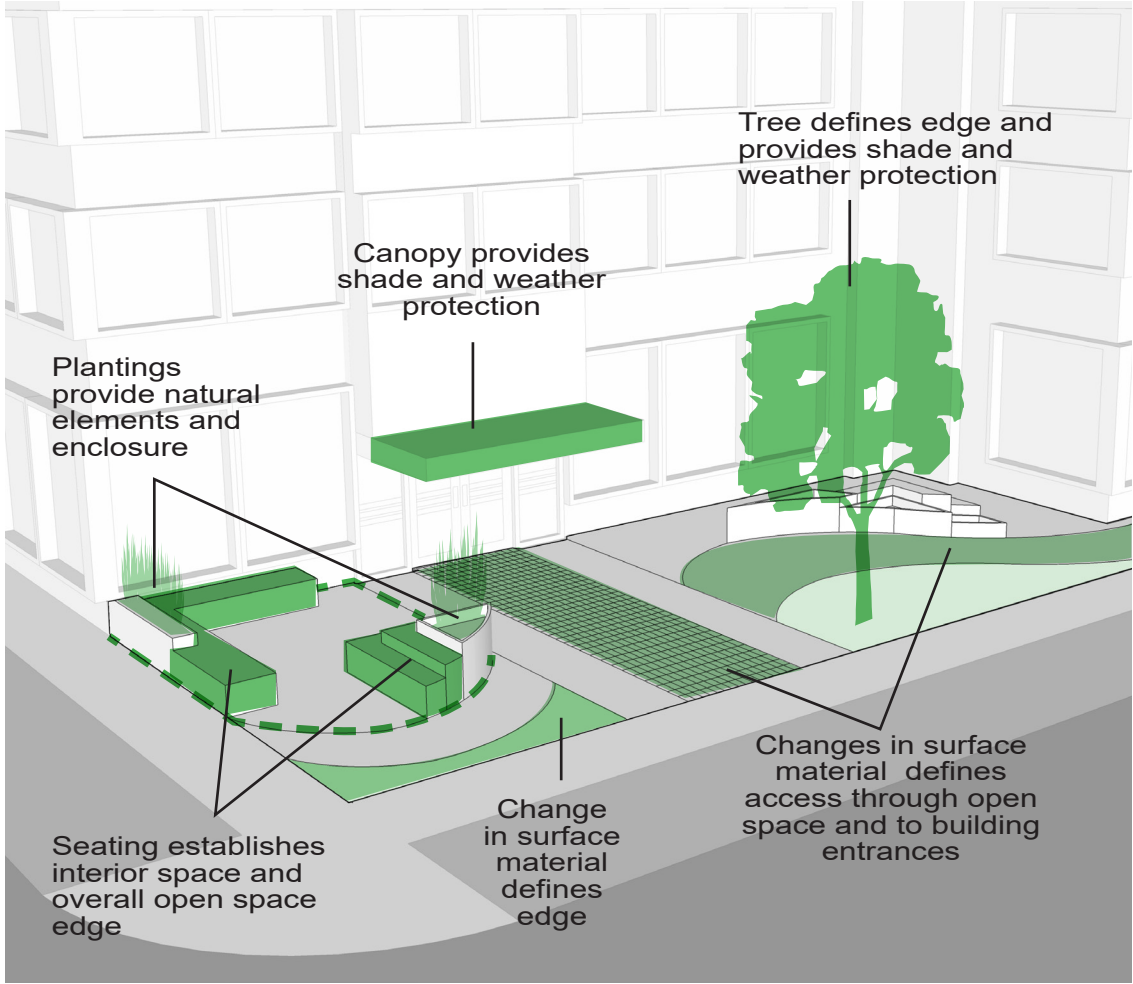 Tree defines edge and
provides shade and
weather protection
Canopy provides
shade and weather
protection
Plantings
provide natural
elements and
enclosure
Seating establishes
interior space and
overall open space
edge
Change
in surface
material
defines
edge
Changes in surface
material  defines
access through open
space and to building
entrances